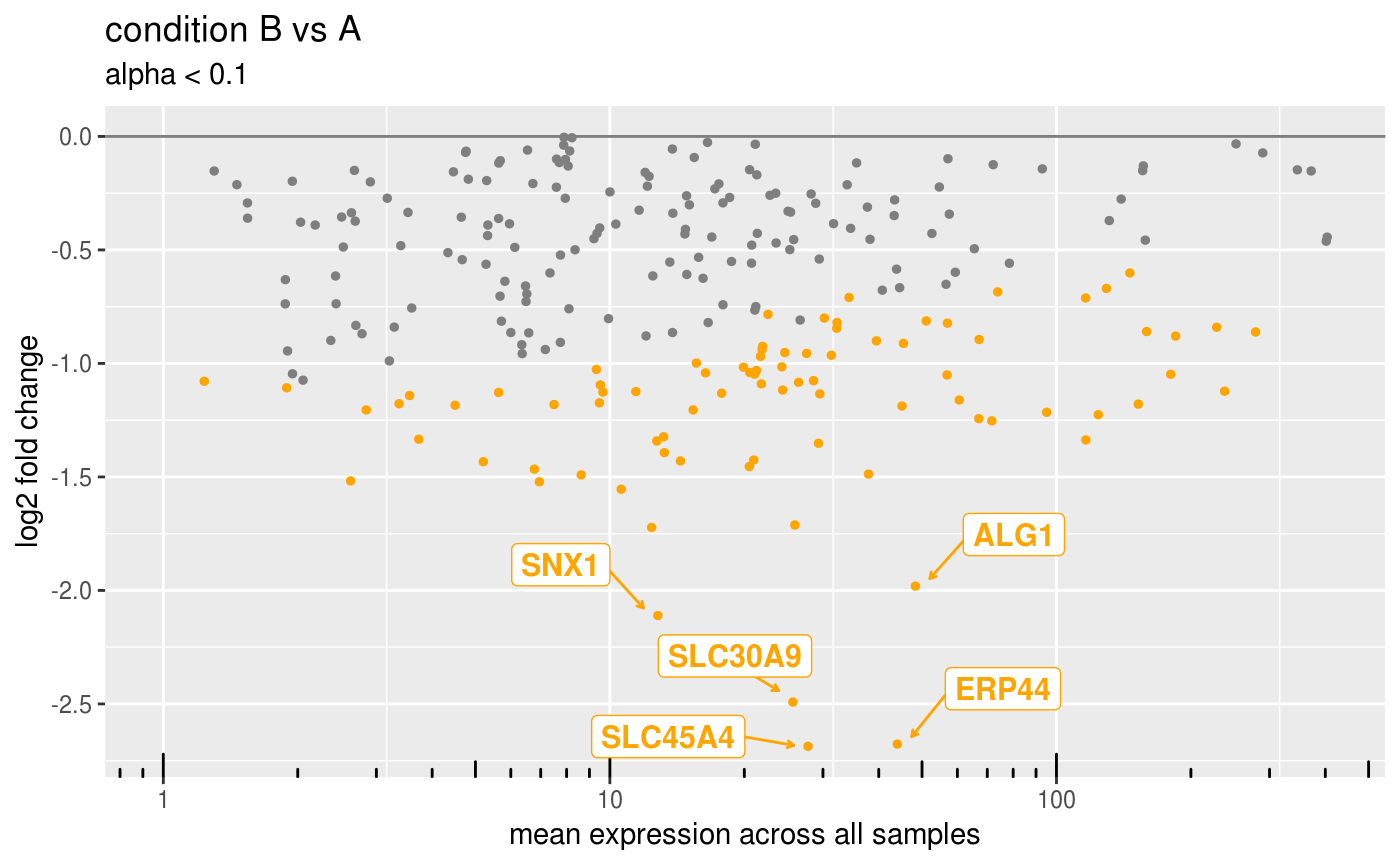 condition B vs A
alpha < 0.1
log2 fold change
0.0
-0.5
-1.0
-1.5
-2.0
-2.5
ALG1
SNX1
SLC30A9
ERP44
SLC45A4
1
10
100
mean expression across all samples